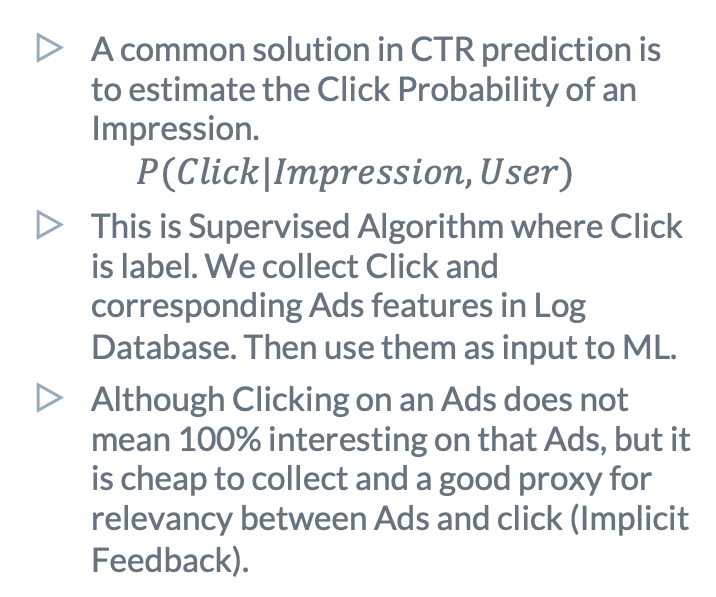 A common solution in CTR prediction is
to estimate the Click Probability of an
Impression.
P(Click|Impression, User)
This is Supervised Algorithm where Click
is label. We collect Click and
corresponding Ads features in Log
Database. Then use them as input to ML.
Although Clicking on an Ads does not
mean 100% interesting on that Ads, but it
is cheap to collect and a good proxy for
relevancy between Ads and click (Implicit
Feedback).